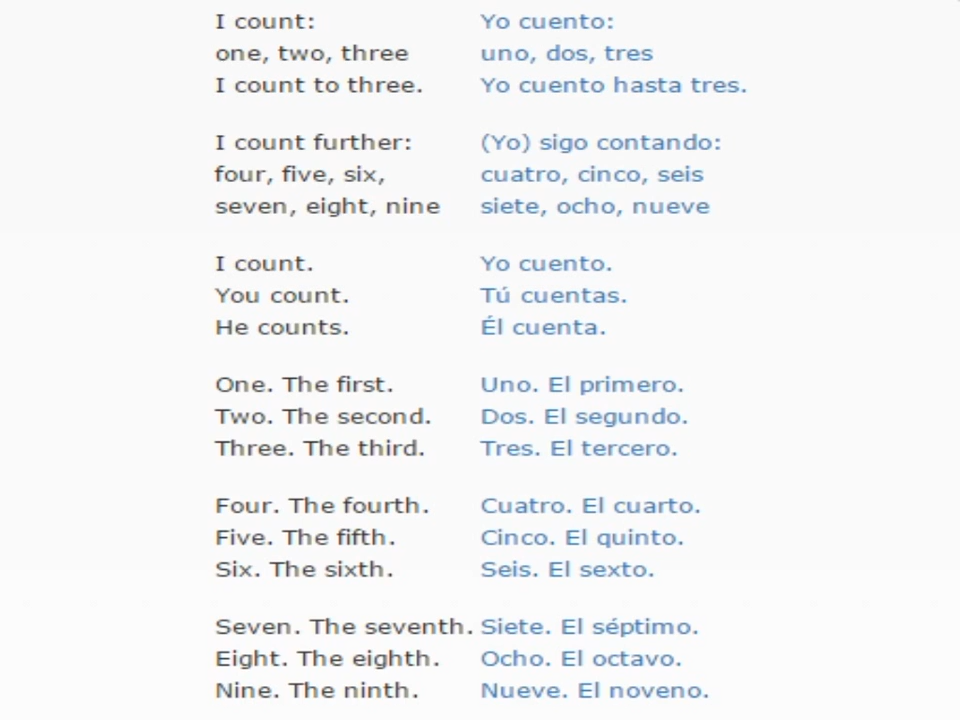 I count: Yo cuento:
one, two, three uno, dos, tres
I count to three. Yo cuento hasta tres.
I count further: (Yo) sigo contando:
four, five, six, cuatro, cinco, seis
seven, eight, nine siete, ocho, nueve
I count. Yo cuento.
You count. Tú cuentas.
He counts. Él cuenta.
One. The first. Uno. El primero.
Two. The second. Dos. El segundo.
Three. The third. Tres. El tercero.
Four. The fourth. Cuatro. El cuarto.
Five. The fifth. Cinco. El quinto.
Six. The sixth. Seis. El sexto.
Seven. The seventh. Siete. El séptimo.
Eight. The eighth. Ocho. El octavo.
Nine. The ninth. Nueve. El noveno.